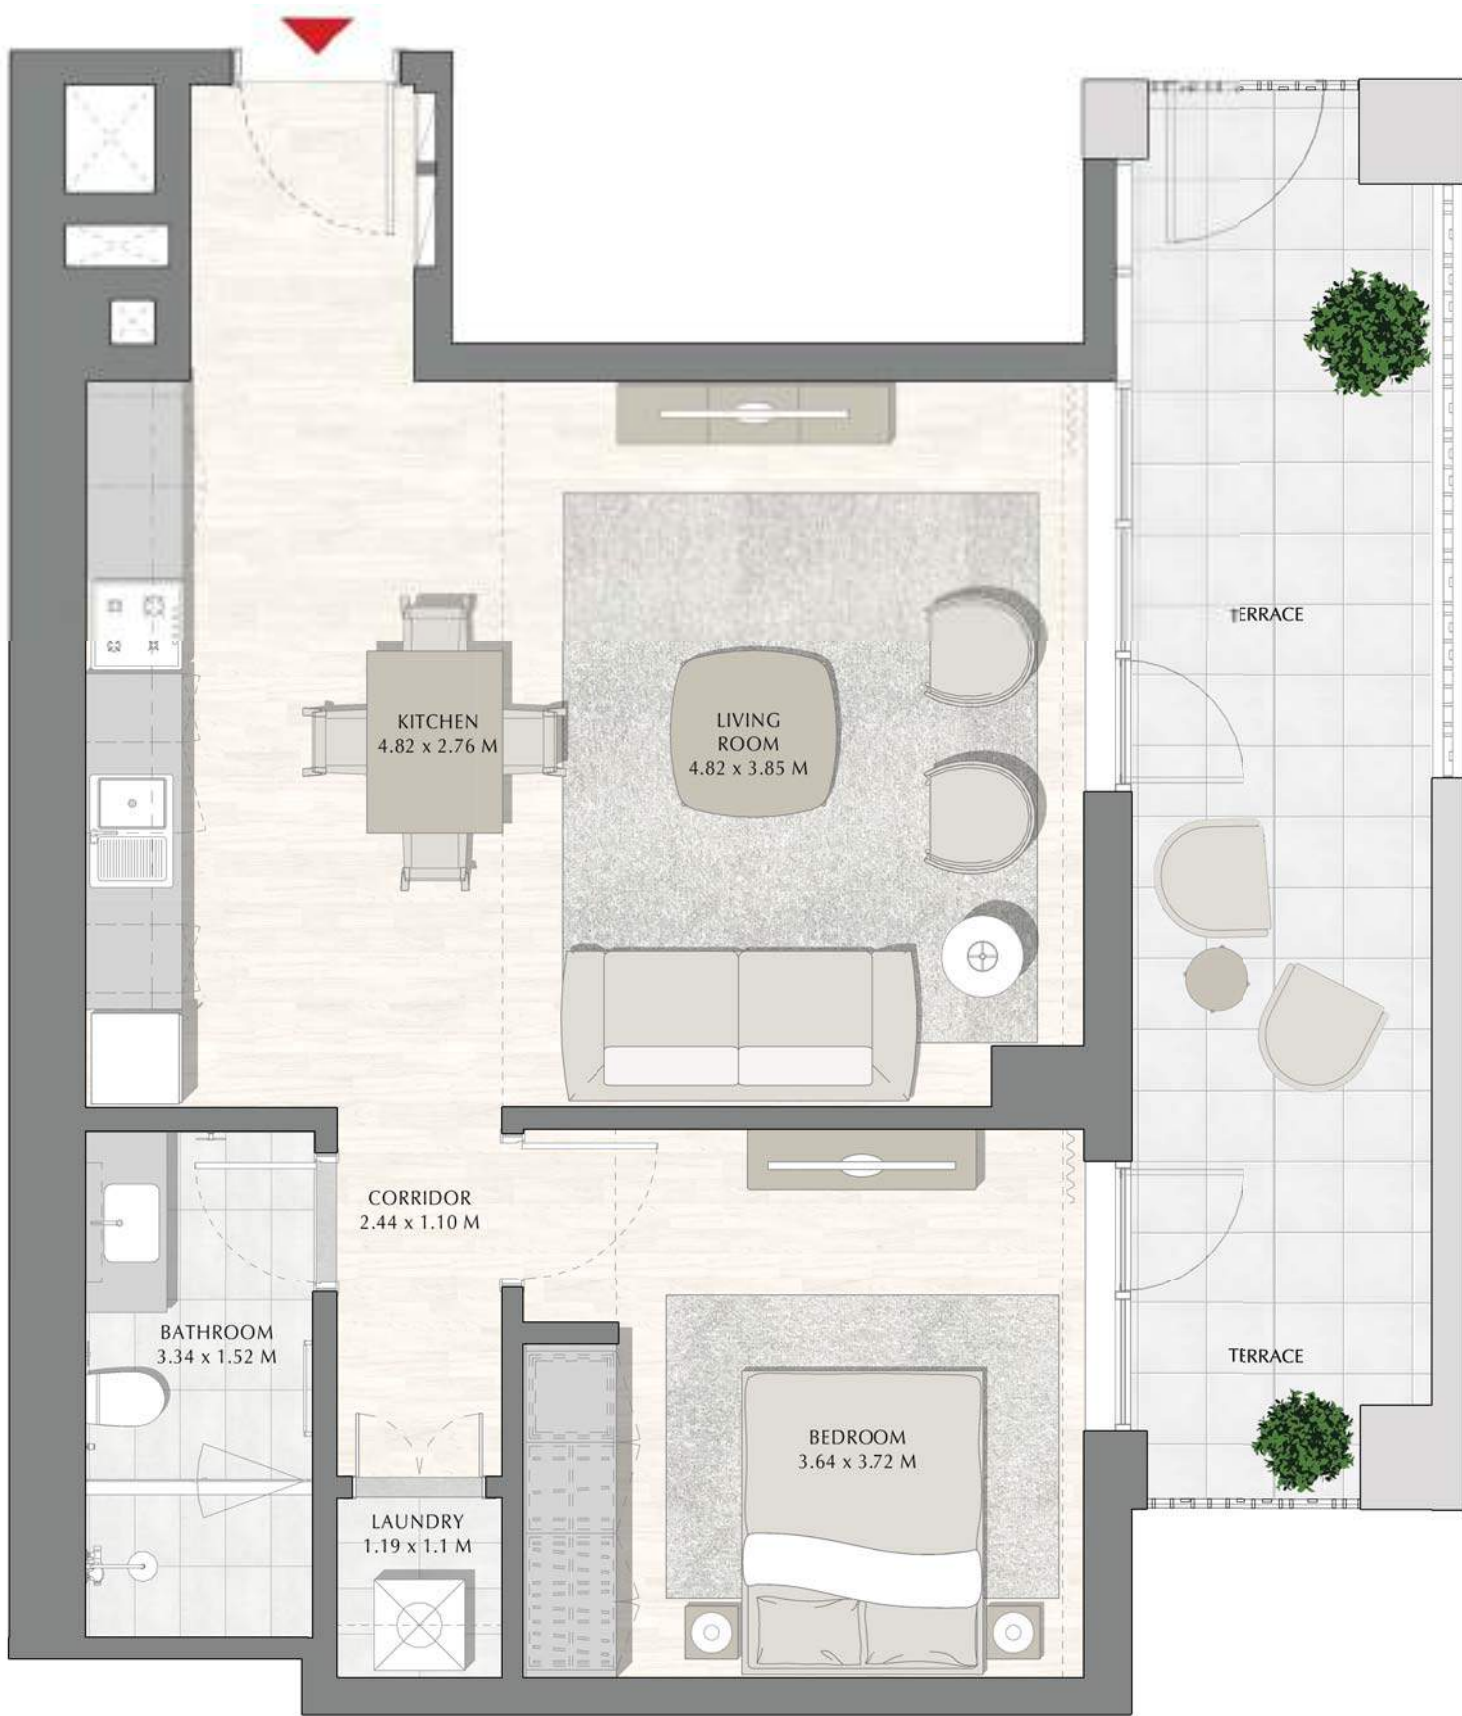 TERRACE
KITCHEN
4.82 x 2.76 M
LIVING
ROOM
4.82 x 3.85 M
CORRIDOR
2.44 x 1.10 M
BATHROOM
3.34 x 1.52 M
TERRACE
BEDROOM
3.64 x 3.72 M
LAUNDRY
1.19 x 1.1 M